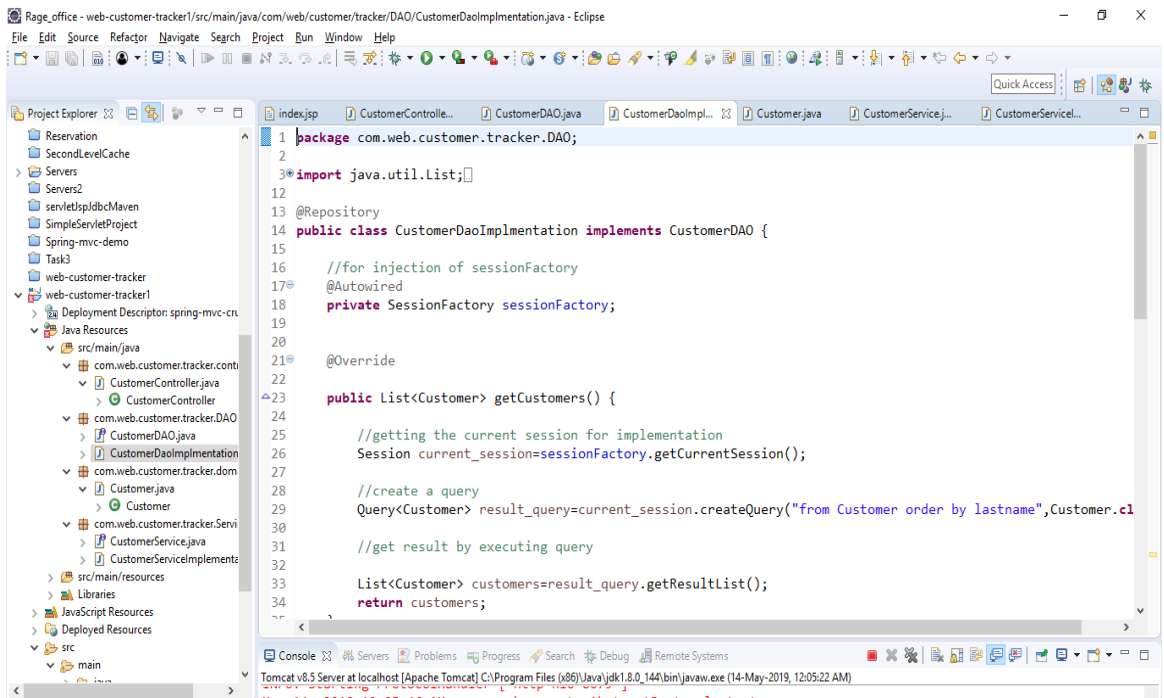 Rage_office - web-customer-tracker1/src/main/java/com/web/customer/tracker/DAO/CustomerDaoImplmentation.java - Eclipse
File Edit Source Refactor Navigate Search Project Run Window Help
Quick Access
Project Explorer
Reservation
SecondLevelCache
Servers
Servers2
servletJspJdbcMaven
SimpleServletProject
Spring-mvc-demo
Task3
web-customer-tracker
web-customer-tracker1
Deployment Descriptor: spring-mvc-cru
Java Resources
src/main/java
com.web.customer.tracker.contr
CustomerController.java
CustomerController
com.web.customer.tracker.DAO
CustomerDAO.java
CustomerDaoImplmentation
com.web.customer.tracker.dom
Customer.java
Customer
com.web.customer.tracker.Servi
CustomerService.java
CustomerServiceImplementa
src/main/resources
Libraries
JavaScript Resources
Deployed Resources
src
main
index.jsp CustomerControlle... CustomerDAO.java CustomerDaoImpl... Customer.java CustomerService.j... CustomerServiceI...
1 package com.web.customer.tracker.DAO;
2
3 import java.util.List;
12
13 @Repository
14 public class CustomerDaoImplmentation implements CustomerDAO {
15
16 //for injection of sessionFactory
17 @Autowired
18 private SessionFactory sessionFactory;
19
20
21 @Override
22
23 public List<Customer> getCustomers() {
24
25 //getting the current session for implementation
26 Session current_session=sessionFactory.getCurrentSession();
27
28 //create a query
29 Query<Customer> result_query=current_session.createQuery("from Customer order by lastname",Customer.cl
30
31 //get result by executing query
32
33 List<Customer> customers=result_query.getResultList();
34 return customers;
Console Servers Problems Progress Search Debug Remote Systems
Tomcat v8.5 Server at localhost [Apache Tomcat] C:\Program Files (x86)\Java\jdk1.8.0_144\bin\javaw.exe (14-May-2019, 12:05:22 AM)